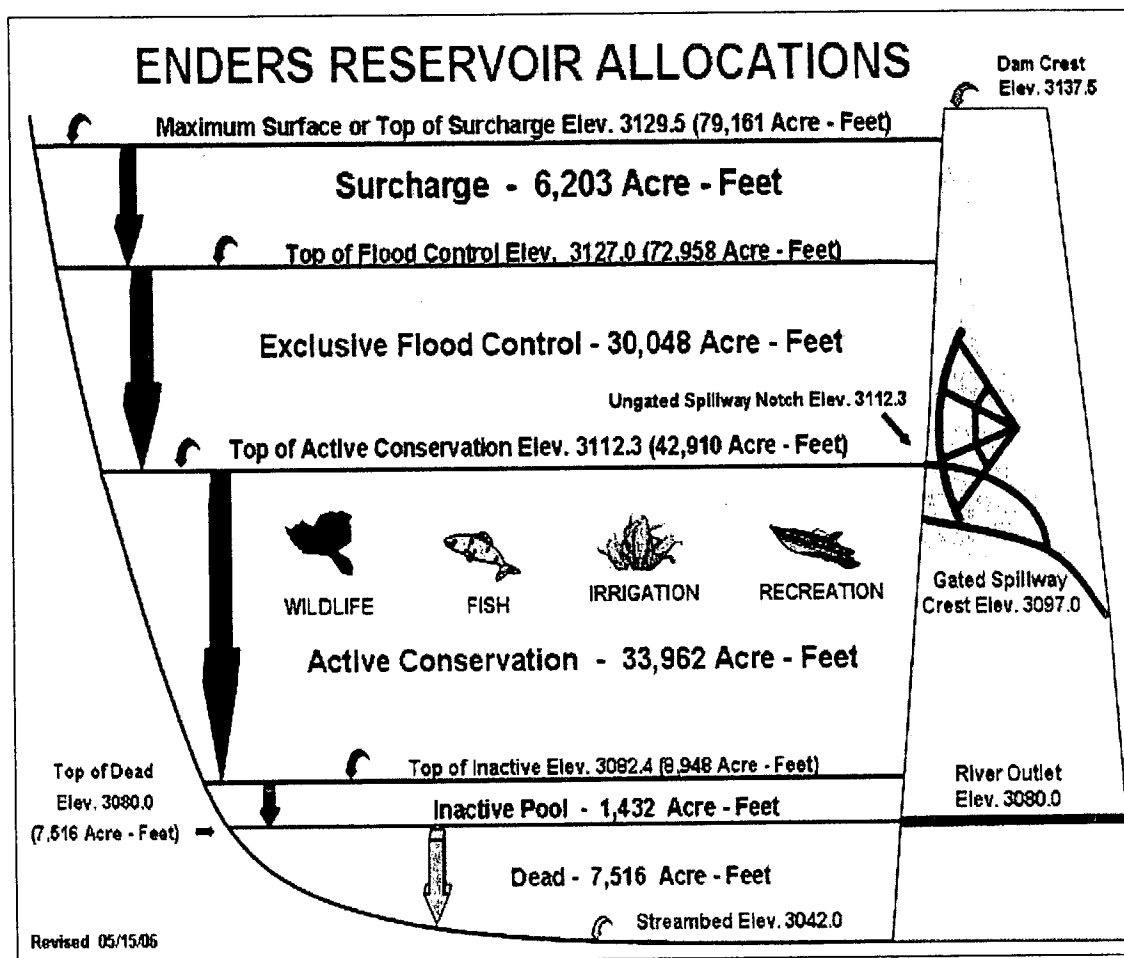 ENDERS RESERVOIR ALLOCATIONS
Dam Crest
Elev. 3137.5
Maximum Surface or Top of Surcharge Elev. 3129.5 (79,161 Acre - Feet)
Surcharge - 6,203 Acre - Feet
Top of Flood Control Elev. 3127.0 (72,958 Acre - Feet)
Exclusive Flood Control - 30,048 Acre - Feet
Ungated Spillway Notch Elev. 3112.3
Top of Active Conservation Elev. 3112.3 (42,910 Acre - Feet)
WILDLIFE
FISH
IRRIGATION
RECREATION
Gated Spillway
Crest Elev. 3097.0
Active Conservation - 33,962 Acre - Feet
Top of Inactive Elev. 3082.4 (8,948 Acre - Feet)
Top of Dead
Elev. 3080.0
(7,516 Acre - Feet)
River Outlet
Elev. 3080.0
Inactive Pool - 1,432 Acre - Feet
Dead - 7,516 Acre - Feet
Streambed Elev. 3042.0
Revised 05/15/06